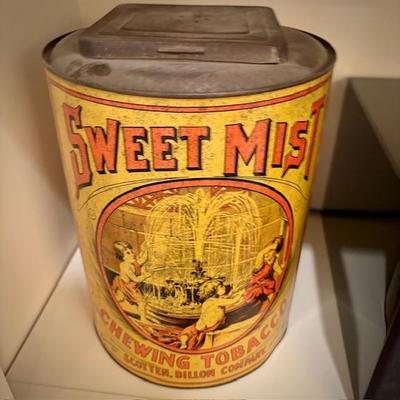 SWEET MIST
CHEWING TOBACCO
SCOTTEN, DILLON COMPANY